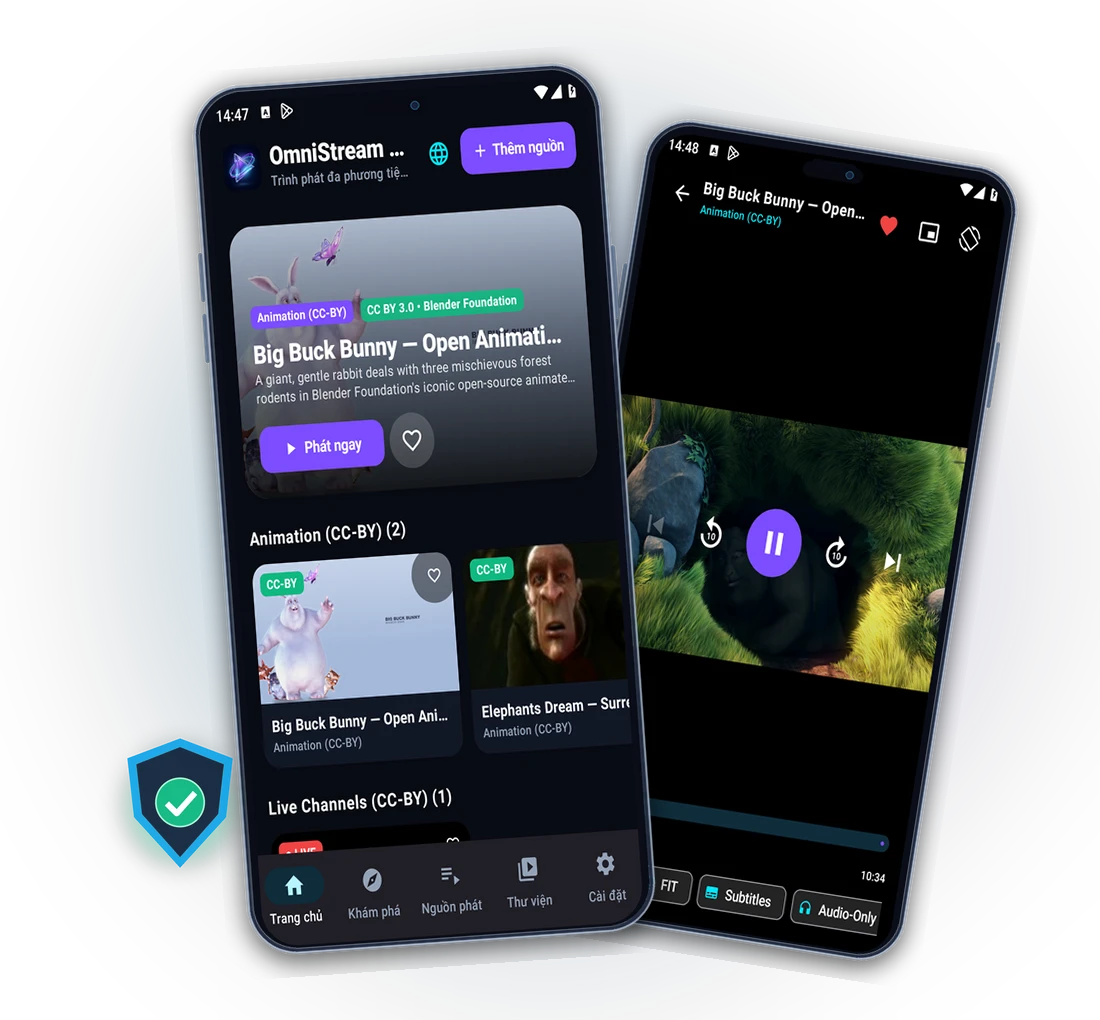 14:47
OmniStream ...
Trình phát đa phương tiệ...
+ Thêm nguồn
Animation (CC-BY)
CC BY 3.0 • Blender Foundation
Big Buck Bunny — Open Animati...
A giant, gentle rabbit deals with three mischievous forest
rodents in Blender Foundation's iconic open-source animate...
Phát ngay
Animation (CC-BY) (2)
CC-BY
BIG BUCK BUNNY
Big Buck Bunny — Open Ani...
Animation (CC-BY)
CC-BY
Elephants Dream — Surre
Animation (CC-BY)
Live Channels (CC-BY) (1)
LIVE
Trang chủ
Khám phá
Nguồn phát
Thư viện
Cài đặt
14:48
Big Buck Bunny — Open...
Animation (CC-BY)
10
10
10:34
FIT
Subtitles
Audio-Only